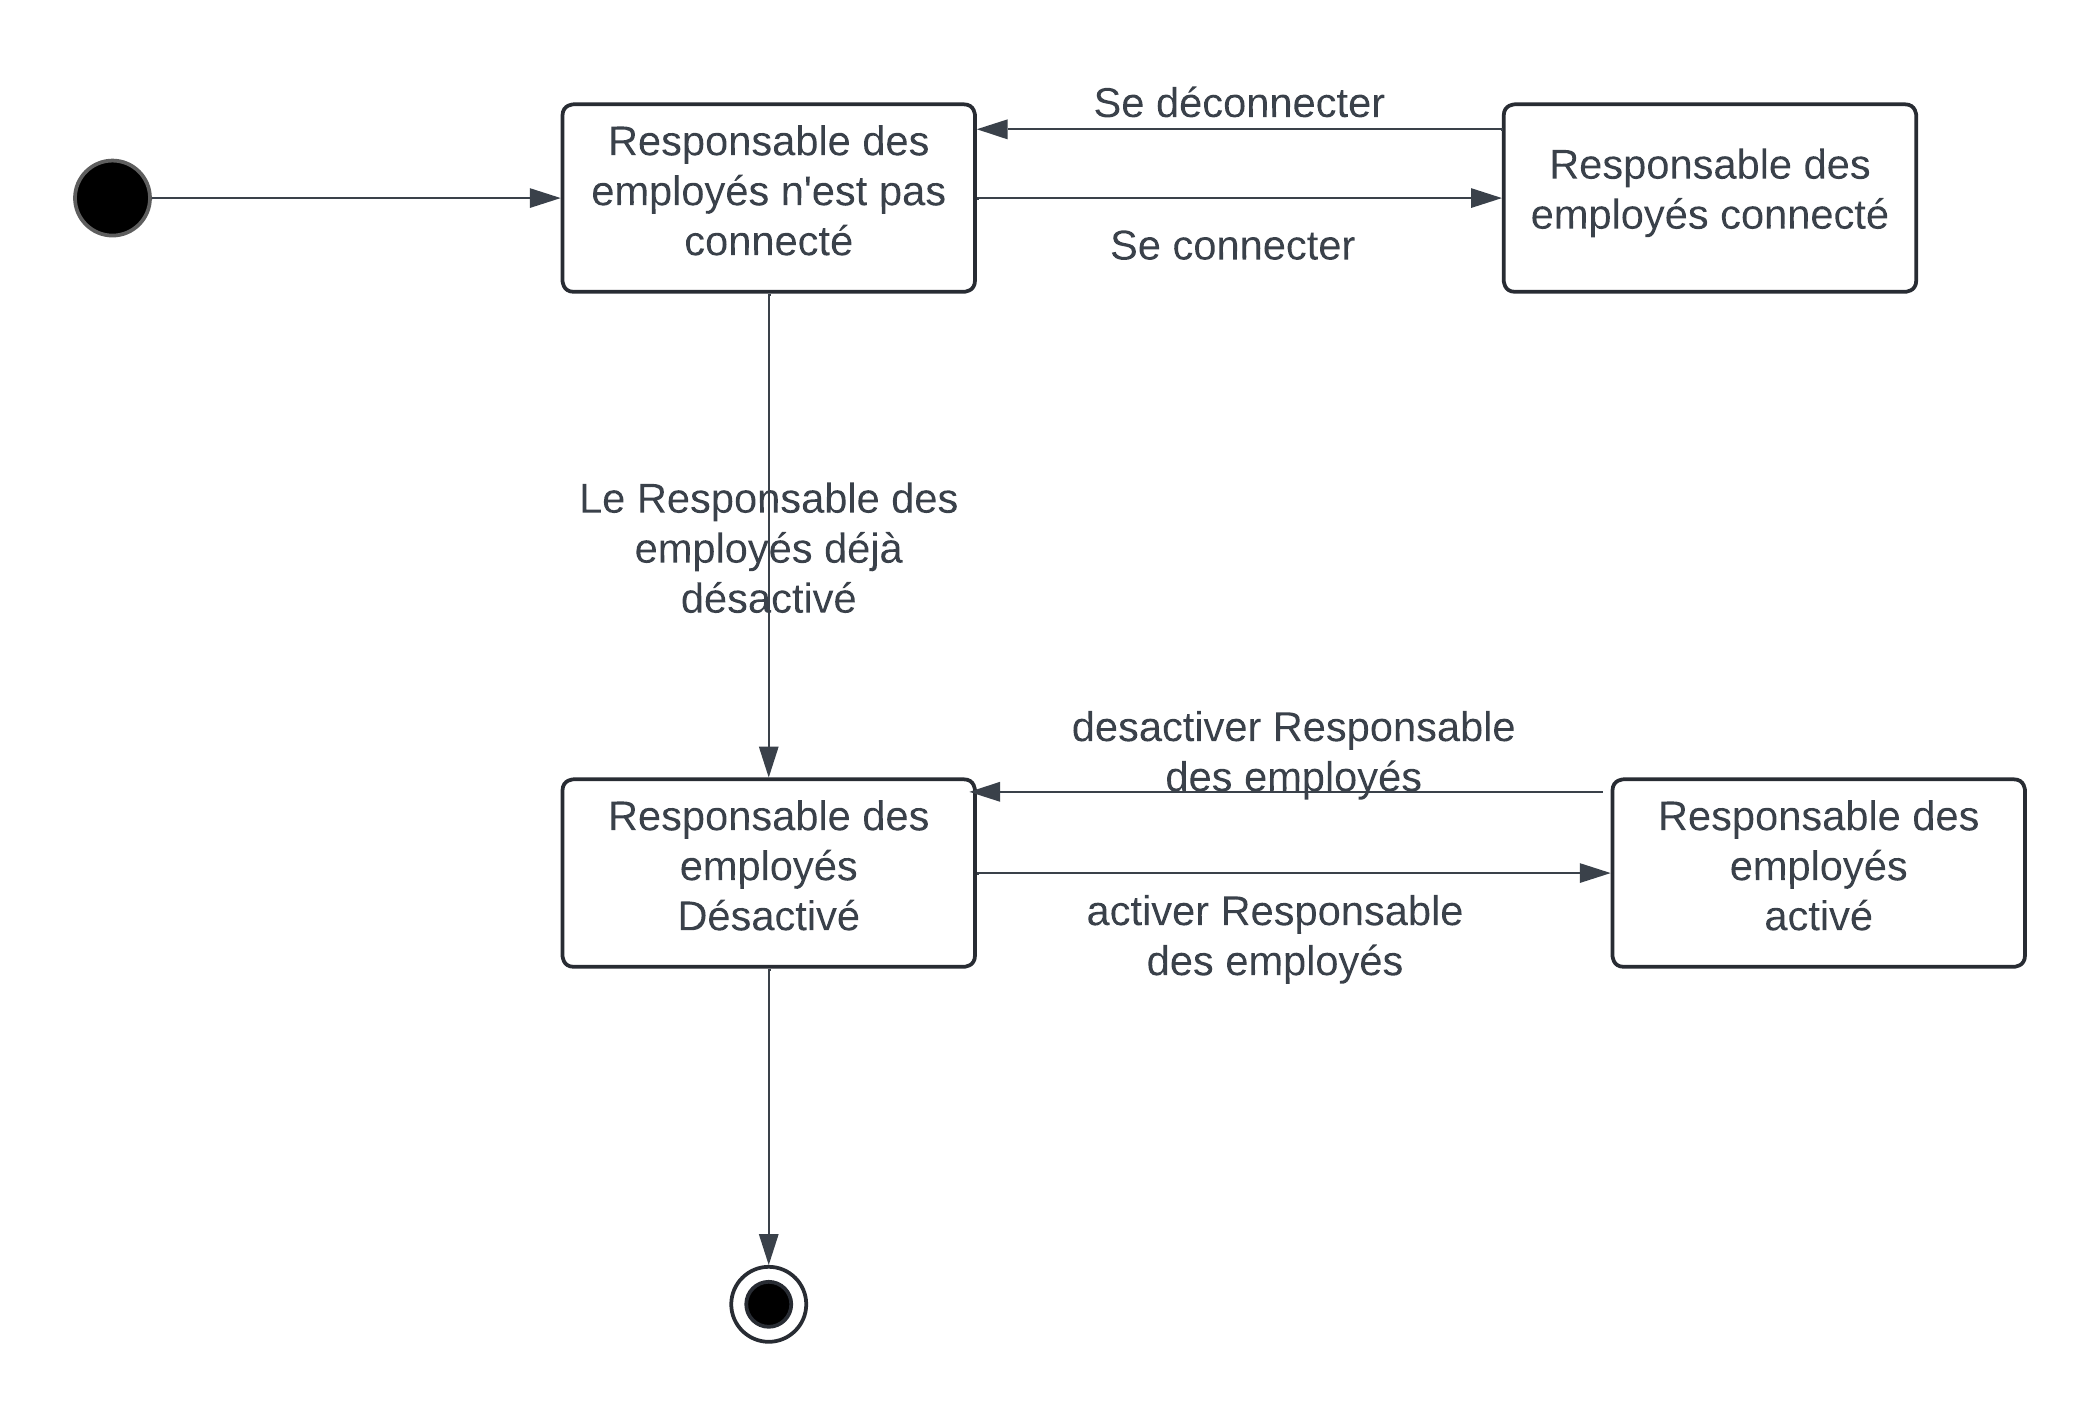 Se déconnecter
Responsable des
employés n'est pas
connecté
Responsable des
employés connecté
Se connecter
Le Responsable des
employés déjà
désactivé
desactiver Responsable
des employés
Responsable des
employés
Désactivé
Responsable des
employés
activé
activer Responsable
des employés